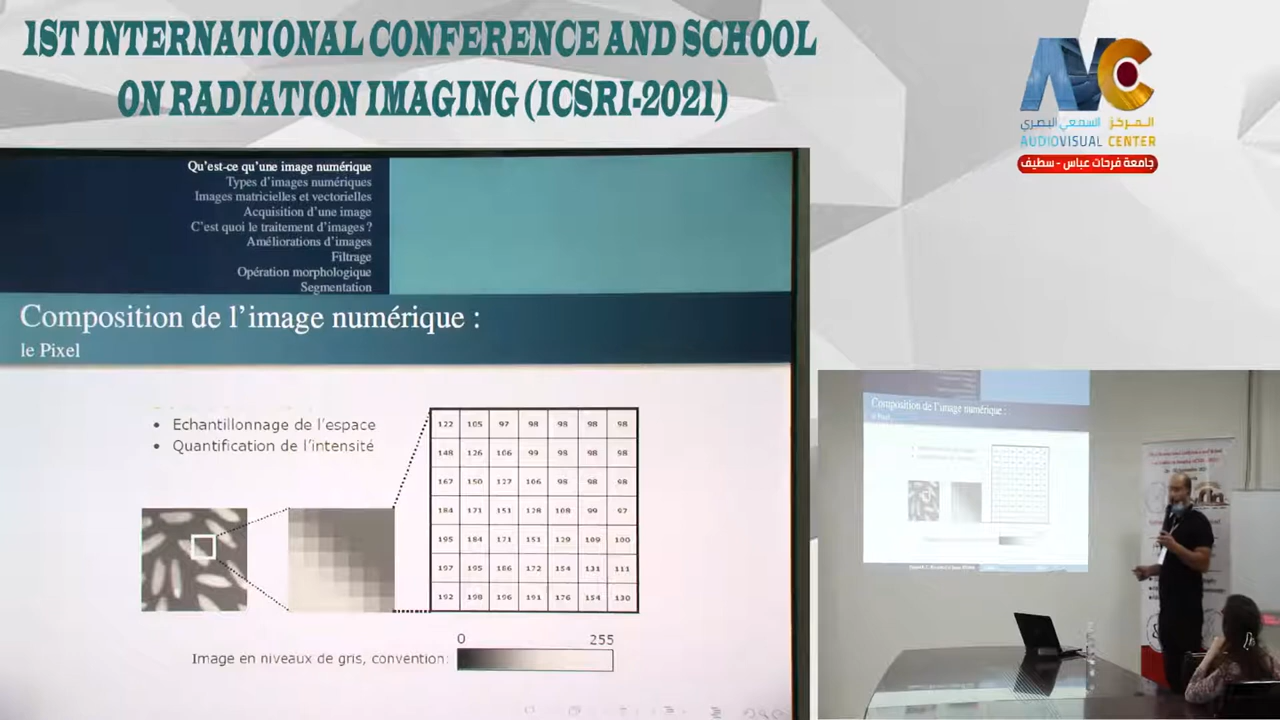 1ST INTERNATIONAL CONFERENCE AND SCHOOL
ON RADIATION IMAGING (ICSRI-2021)
AVC
المركز السمعي البصري
AUDIOVISUAL CENTER
جامعة فرحات عباس - سطيف
Qu'est-ce qu'une image numérique
Types d'images numériques
Images matricielles et vectorielles
Acquisition d'une image
C'est quoi le traitement d'images ?
Améliorations d'images
Filtrage
Opération morphologique
Segmentation
Composition de l'image numérique :
le Pixel
• Echantillonnage de l'espace
• Quantification de l'intensité
122 105 97 98 98 98 98
148 126 106 99 98 98 98
167 150 127 106 98 98 98
184 171 151 128 108 99 97
195 184 171 151 129 109 100
197 195 186 172 154 131 111
192 198 196 191 176 154 130
0 255
Image en niveaux de gris, convention:
Composition de l'image numérique :
le Pixel